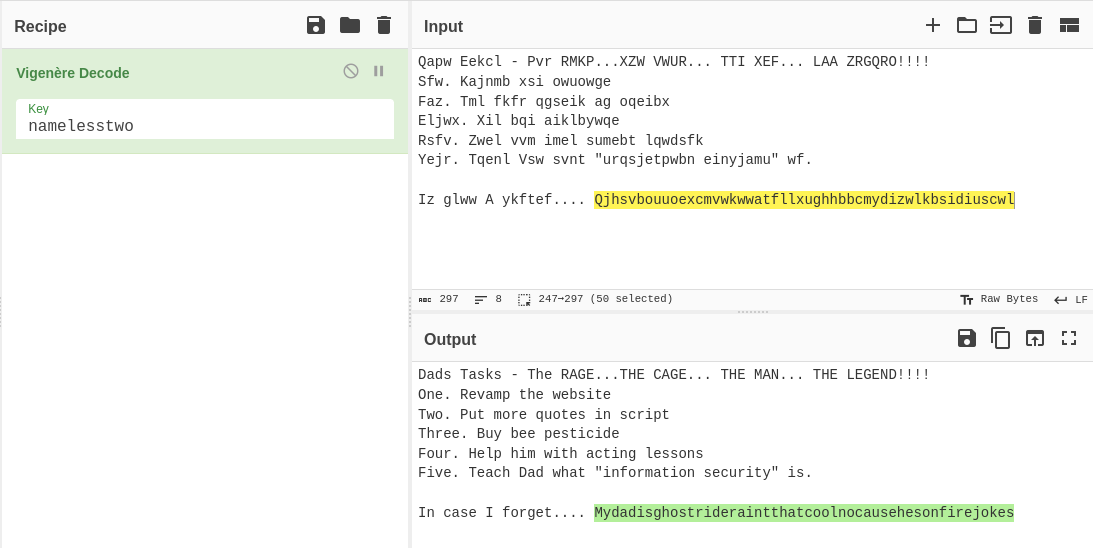 Recipe
Vigenère Decode
Key
namelesstwo
Input
Qapw Eekcl - Pvr RMKP...XZW VWUR... TTI XEF... LAA ZRGQRO!!!!
Sfw. Kajnmb xsi owuowge
Faz. Tml fkfr qgseik ag oqeibx
Eljwx. Xil bqi aiklbywqe
Rsfv. Zwel vvm imel sumebt lqwdsfk
Yejr. Tqenl Vsw svnt "urqsjetpwbn einyjamu" wf.
Iz glww A ykftef.... Qjhsvbouuoexcmvwkwwatfllxughhbbcmydizwlkbsidiuscwl
ABC 297 8 247→297 (50 selected) Raw Bytes LF
Output
Dads Tasks - The RAGE...THE CAGE... THE MAN... THE LEGEND!!!!
One. Revamp the website
Two. Put more quotes in script
Three. Buy bee pesticide
Four. Help him with acting lessons
Five. Teach Dad what "information security" is.
In case I forget.... Mydadisghostrideraintthatcoolnocausehesonfirejokes